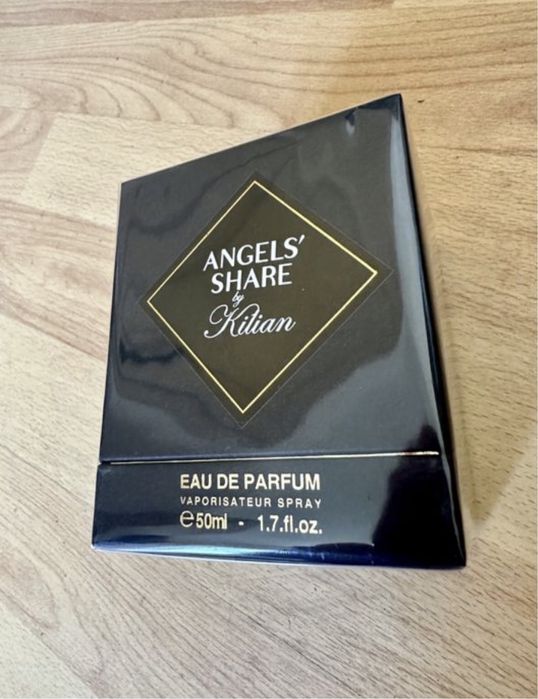 ANGELS'
SHARE
by
Kilian
EAU DE PARFUM
VAPORISATEUR SPRAY
℮50ml - 1.7.fl.oz.